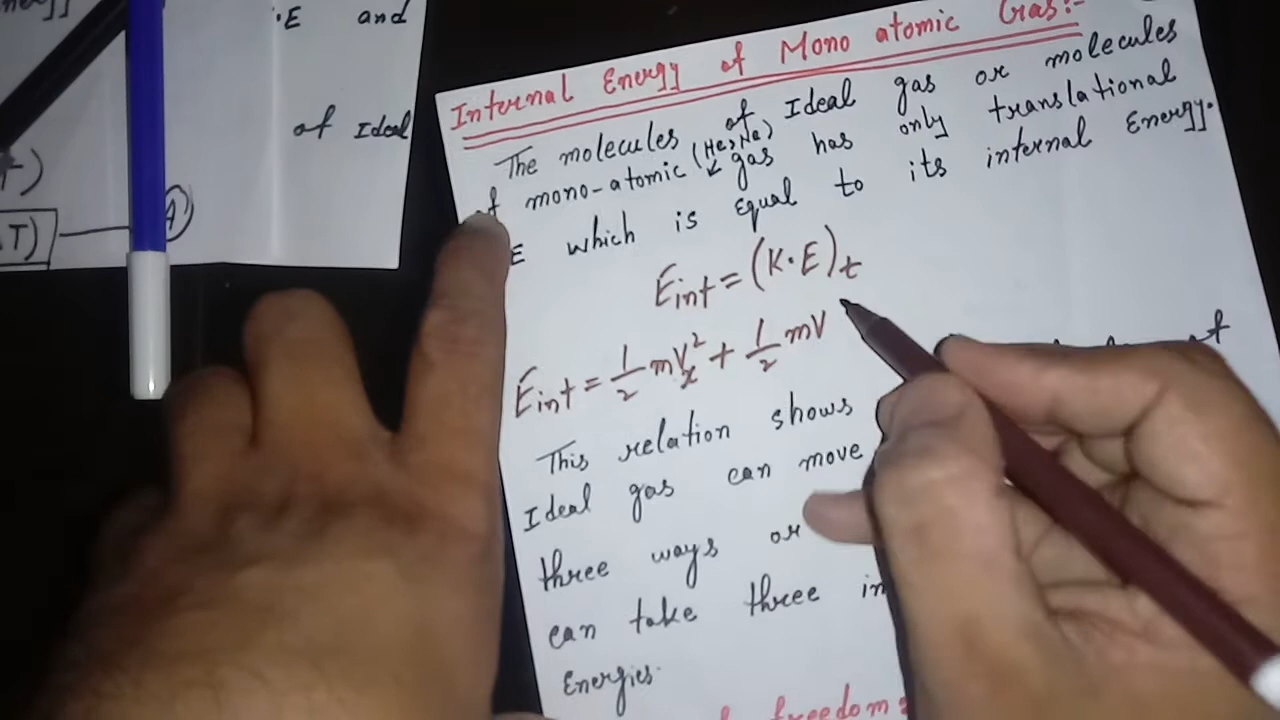 .E and
of Ideal
T)
A
Internal Energy of Mono atomic Gas:-
The molecules of Ideal gas or molecules
of mono-atomic (He, Ne) gas has only translational
E which is equal to its internal Energy.
Eint = (K.E)t
Eint = 1/2 mVx² + 1/2 mV
This relation shows
Ideal gas can move
three ways or
can take three in
Energies.
freedom